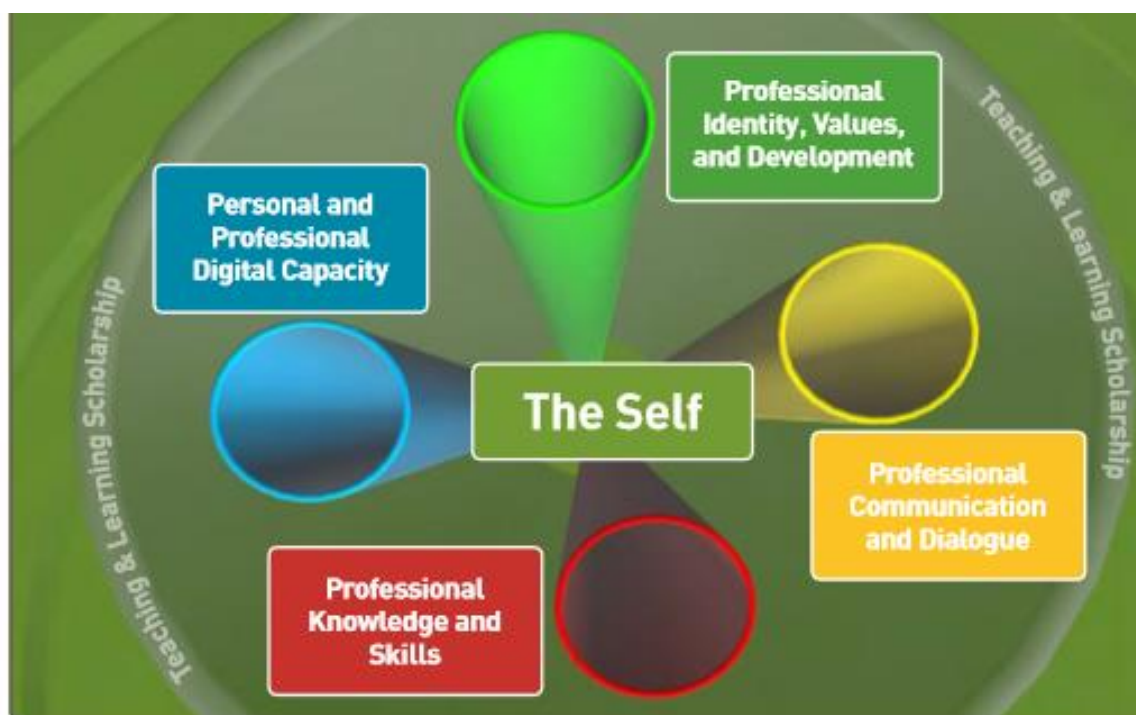 Professional
Identity, Values,
and Development
Personal and
Professional
Digital Capacity
The Self
Professional
Communication
and Dialogue
Professional
Knowledge and
Skills
Teaching & Learning Scholarship
Teaching & Learning Scholarship